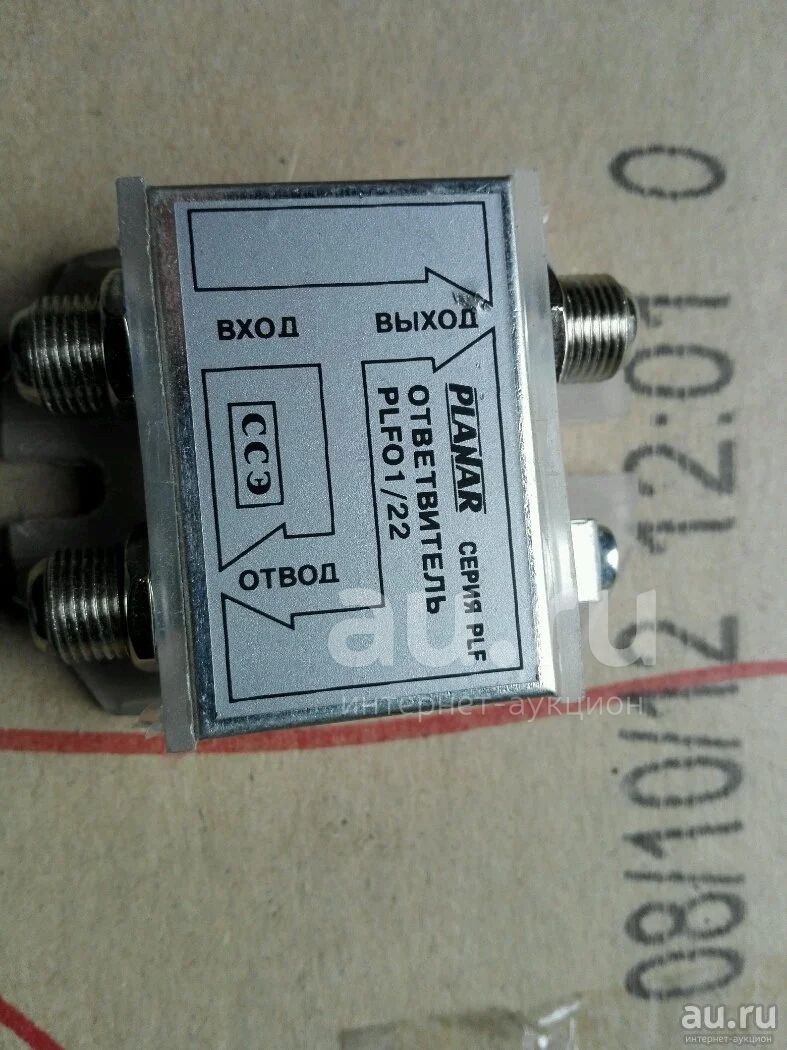 ВХОД
ВЫХОД
ССЭ
ОТВОД
PLANAR СЕРИЯ PLF
ОТВЕТВИТЕЛЬ
PLF01/22
08/10/12 12:01 0
au.ru
интернет-аукцион
au.ru
интернет-аукцион